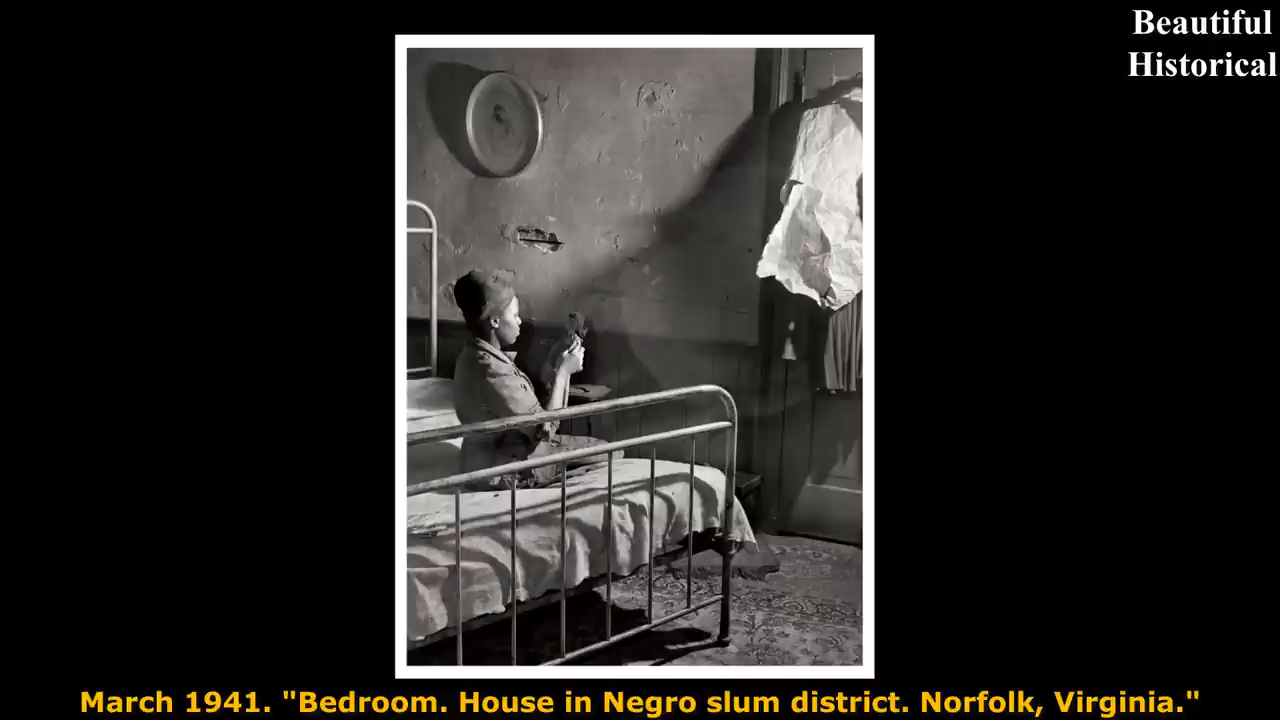 Beautiful
Historical
March 1941. "Bedroom. House in Negro slum district. Norfolk, Virginia."